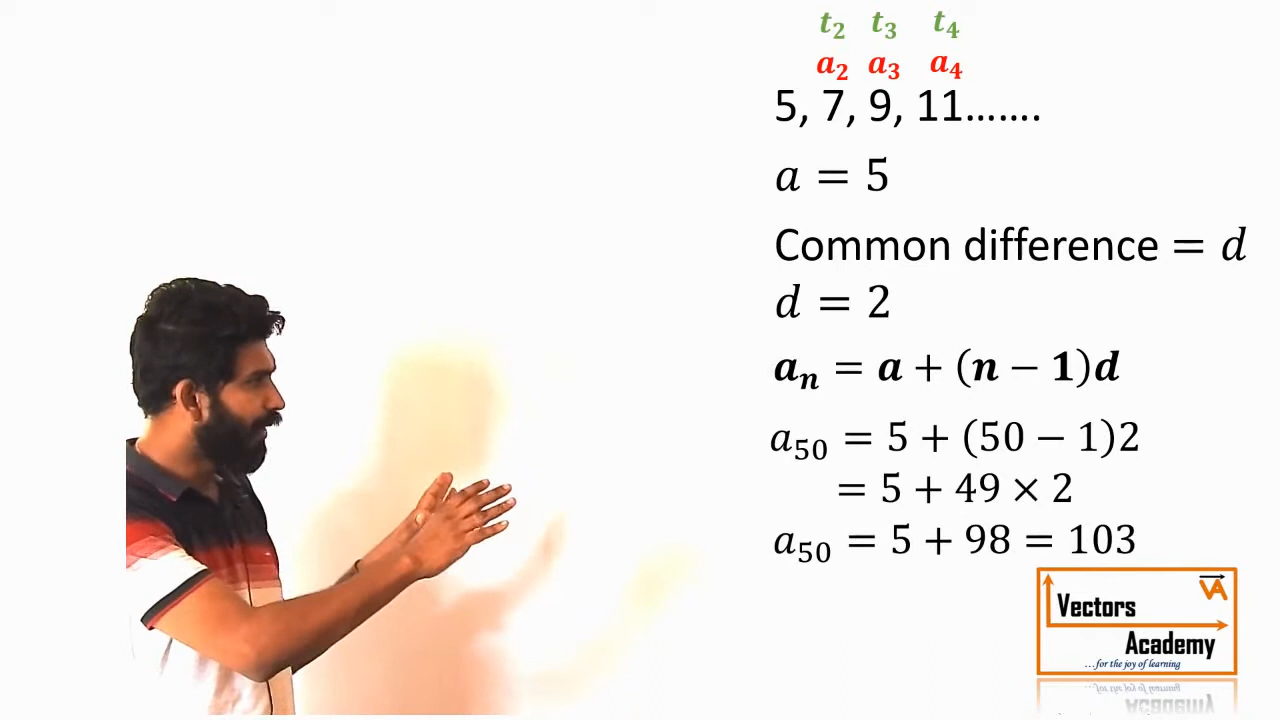 t₂ t₃ t₄
a₂ a₃ a₄
5, 7, 9, 11.......
a = 5
Common difference = d
d = 2
aₙ = a + (n − 1)d
a₅₀ = 5 + (50 − 1)2
= 5 + 49 × 2
a₅₀ = 5 + 98 = 103
VA
Vectors
Academy
...for the joy of learning